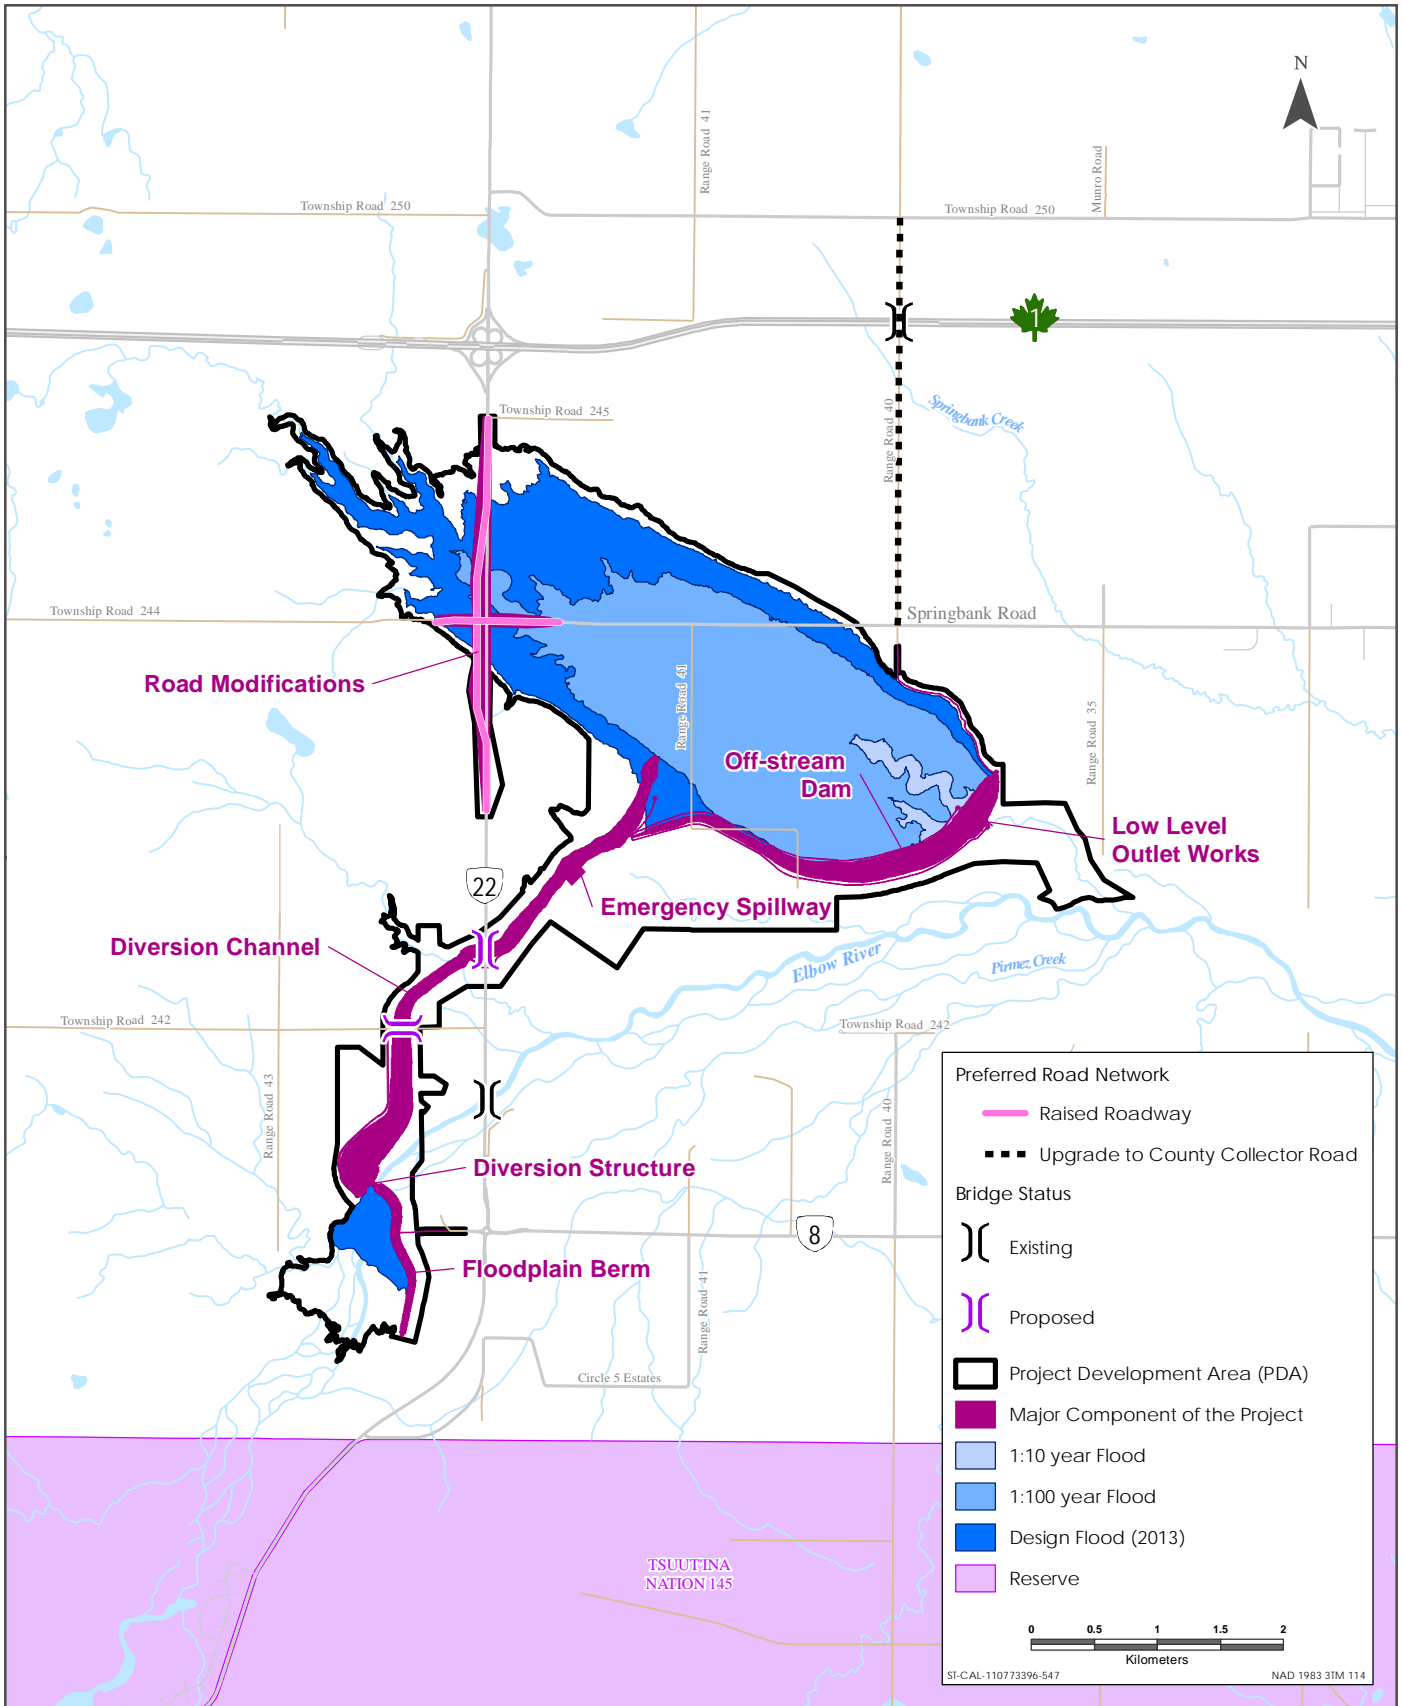 N
Range Road 41
Munro Road
Township Road 250
Township Road 250
1
Township Road 245
Range Road 40
Springbank Creek
Township Road 244
Springbank Road
Road Modifications
Range Road 41
Range Road 35
Off-stream
Dam
Low Level
Outlet Works
22
Emergency Spillway
Diversion Channel
Elbow River
Pirmez Creek
Township Road 242
Township Road 242
Range Road 43
Range Road 40
Diversion Structure
8
Floodplain Berm
Range Road 41
Circle 5 Estates
TSUUT'INA
NATION 145
Preferred Road Network
Raised Roadway
Upgrade to County Collector Road
Bridge Status
Existing
Proposed
Project Development Area (PDA)
Major Component of the Project
1:10 year Flood
1:100 year Flood
Design Flood (2013)
Reserve
0 0.5 1 1.5 2
Kilometers
ST-CAL-110773396-547 NAD 1983 3TM 114